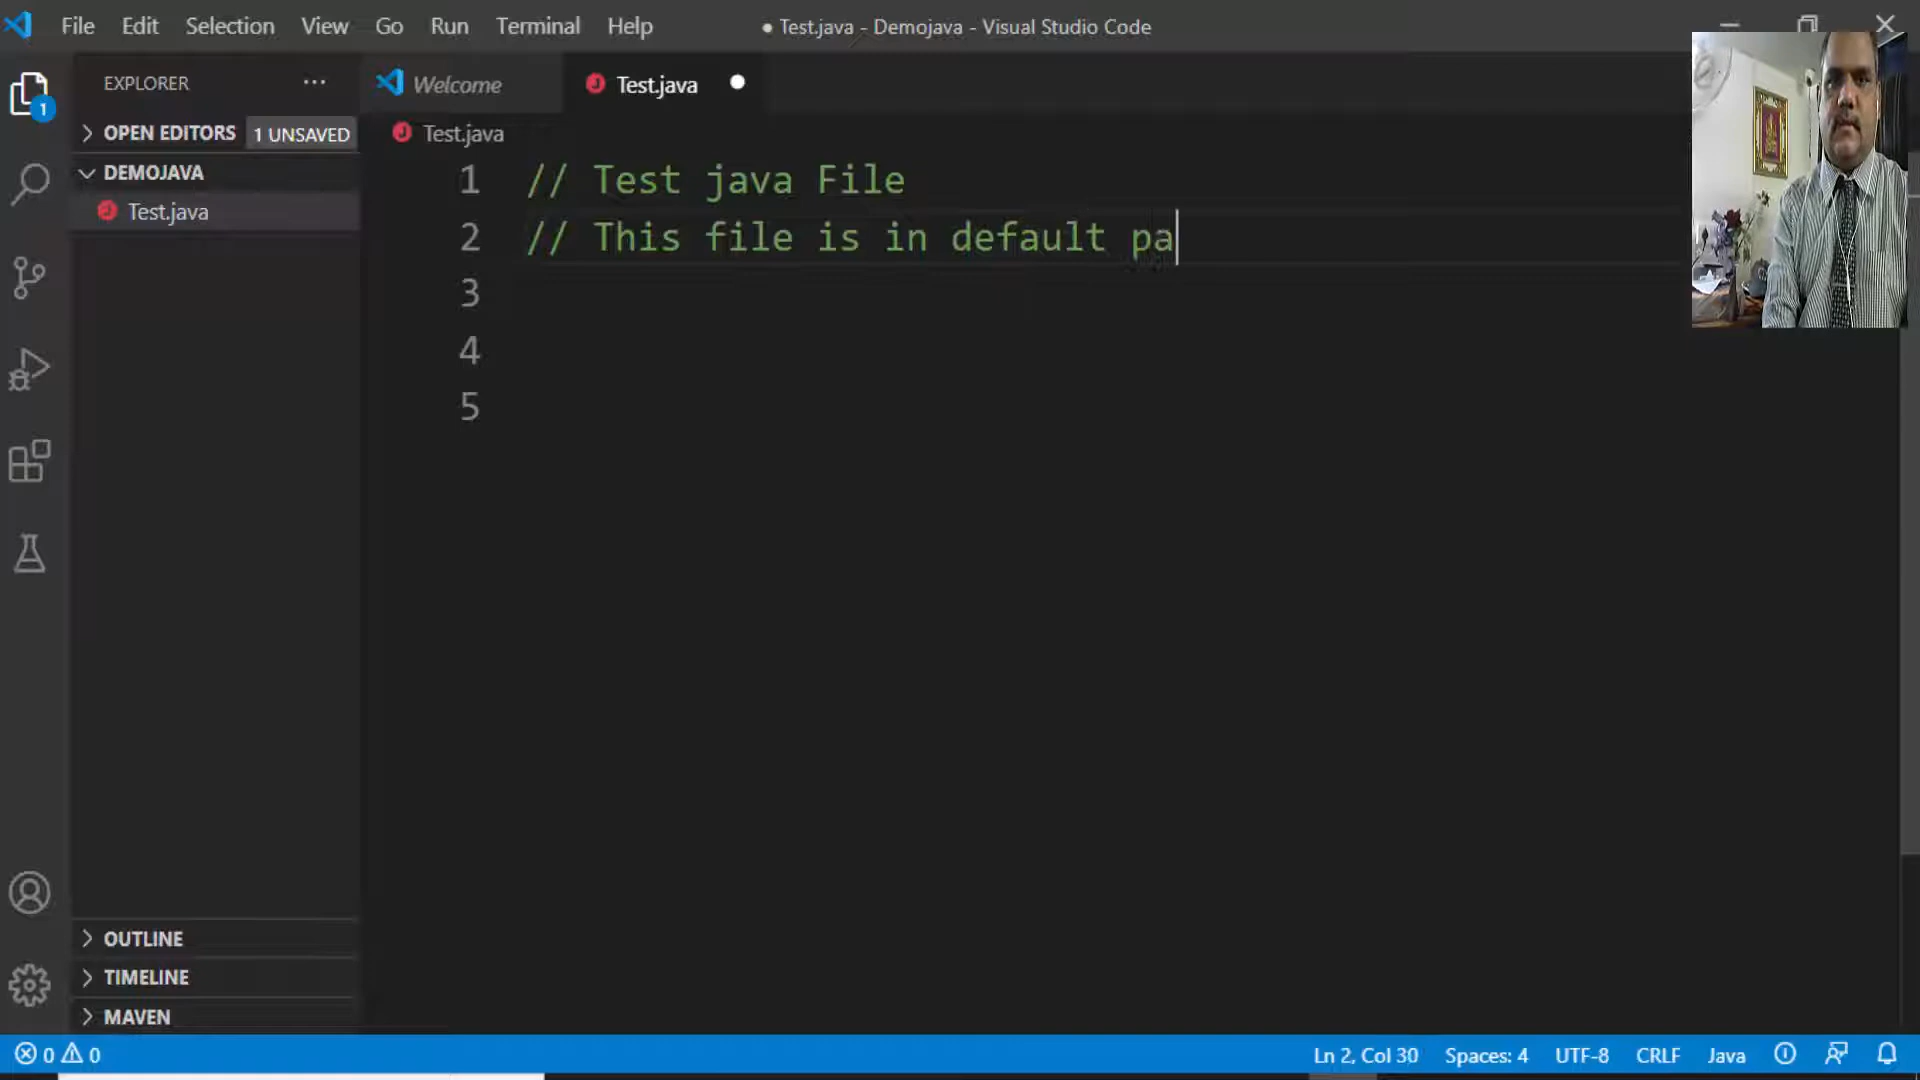 File Edit Selection View Go Run Terminal Help
● Test.java - Demojava - Visual Studio Code
EXPLORER ···
Welcome
Test.java
OPEN EDITORS 1 UNSAVED
Test.java
DEMOJAVA
Test.java
1
1 // Test java File
2 // This file is in default pa
3
4
5
OUTLINE
TIMELINE
MAVEN
0 0
Ln 2, Col 30 Spaces: 4 UTF-8 CRLF Java